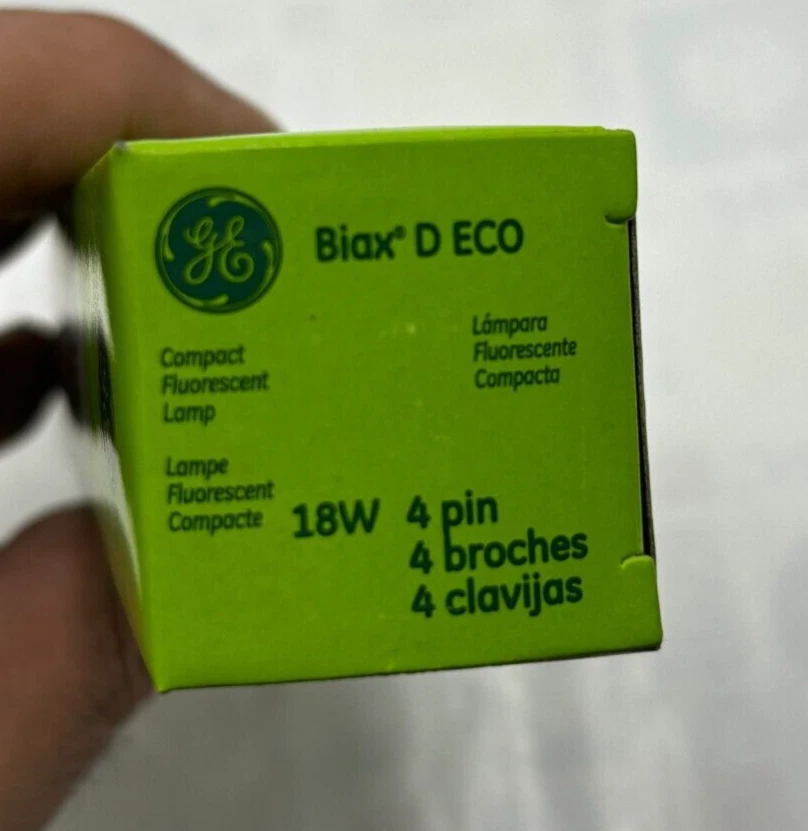 GE
Biax® D ECO
Compact
Fluorescent
Lamp
Lámpara
Fluorescente
Compacta
Lampe
Fluorescent
Compacte
18W
4 pin
4 broches
4 clavijas